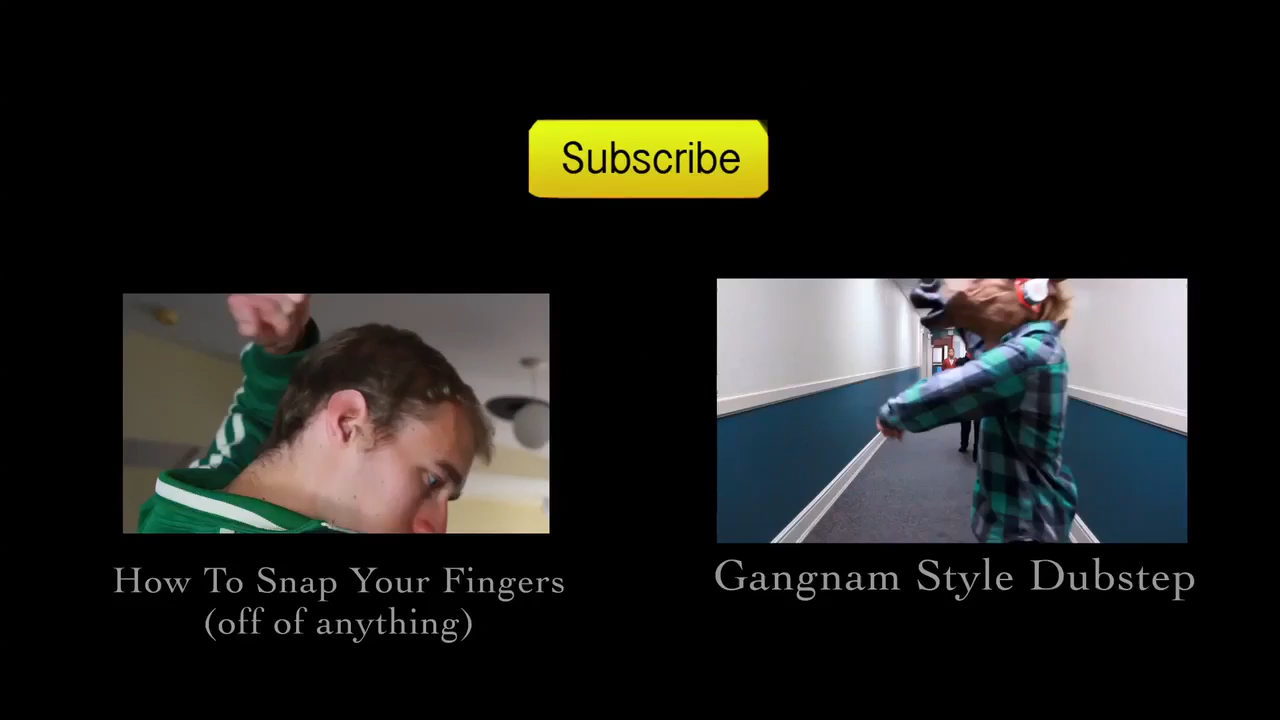 Subscribe
How To Snap Your Fingers
(off of anything)
Gangnam Style Dubstep